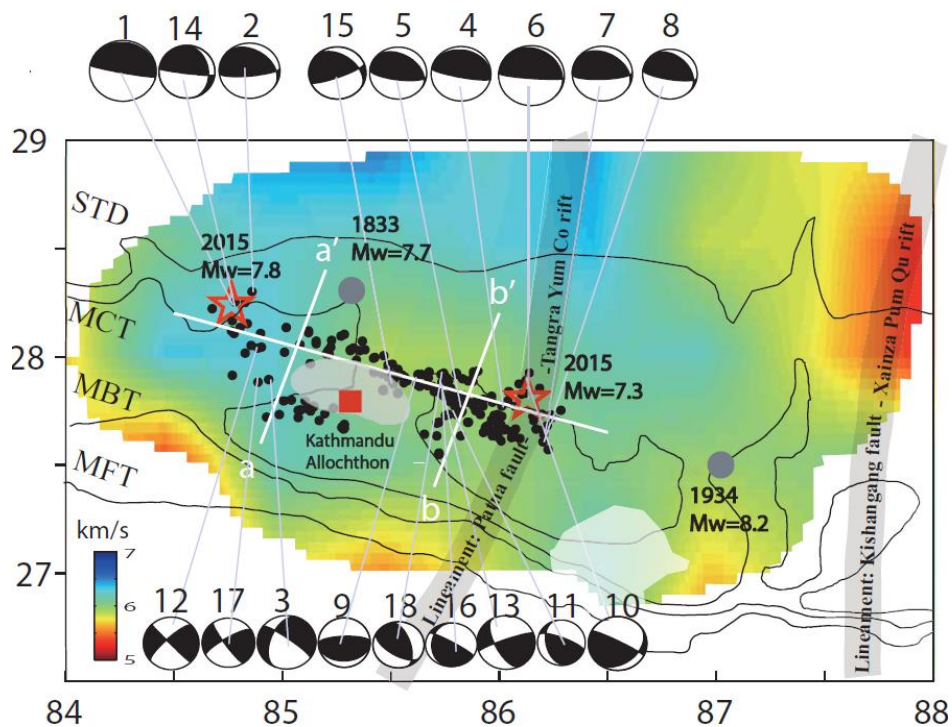 1 14 2 15 5 4 6 7 8
29
STD
2015
Mw=7.8
a’
1833
Mw=7.7
b’
-Tangra Yum Co rift
MCT
28
2015
Mw=7.3
MBT
Kathmandu
Allochthon
a
MFT
b
1934
Mw=8.2
km/s
7
6
5
27
Lineament: Patna fault-
Lineament: Kishangang fault - Xainza Pum Qu rift
12 17 3 9 18 16 13 11 10
84 85 86 87 88